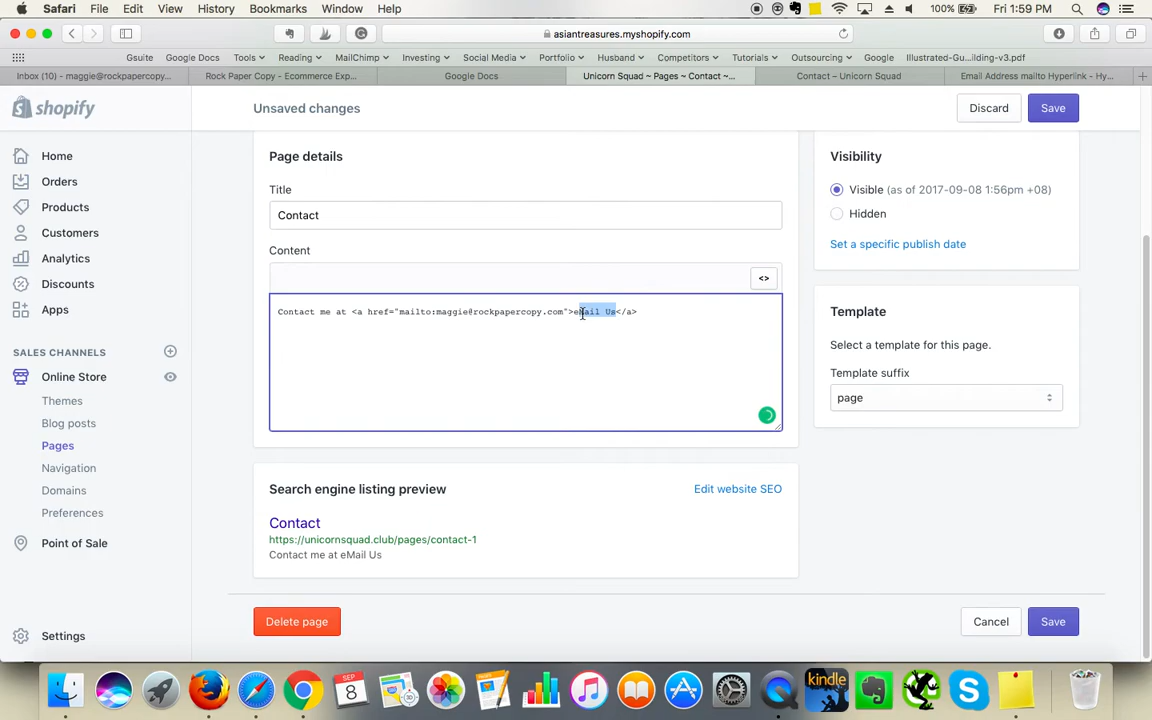 Safari File Edit View History Bookmarks Window Help 100% Fri 1:59 PM
asiantreasures.myshopify.com
Gsuite Google Docs Tools Reading MailChimp Investing Social Media Portfolio Husband Competitors Tutorials Outsourcing Google Illustrated-Gu...ilding-v3.pdf
Inbox (10) - maggie@rockpapercopy... Rock Paper Copy - Ecommerce Exp... Google Docs Unicorn Squad ~ Pages ~ Contact ~... Contact – Unicorn Squad Email Address mailto Hyperlink - Hy...
shopify Unsaved changes Discard Save
Home
Orders
Products
Customers
Analytics
Discounts
Apps
SALES CHANNELS
Online Store
Themes
Blog posts
Pages
Navigation
Domains
Preferences
Point of Sale
Settings
Page details
Title
Contact
Content
<>
Contact me at <a href="mailto:maggie@rockpapercopy.com">eMail Us</a>
Search engine listing preview Edit website SEO
Contact
https://unicornsquad.club/pages/contact-1
Contact me at eMail Us
Delete page Cancel Save
Visibility
Visible (as of 2017-09-08 1:56pm +08)
Hidden
Set a specific publish date
Template
Select a template for this page.
Template suffix
page
SEP
8
kindle